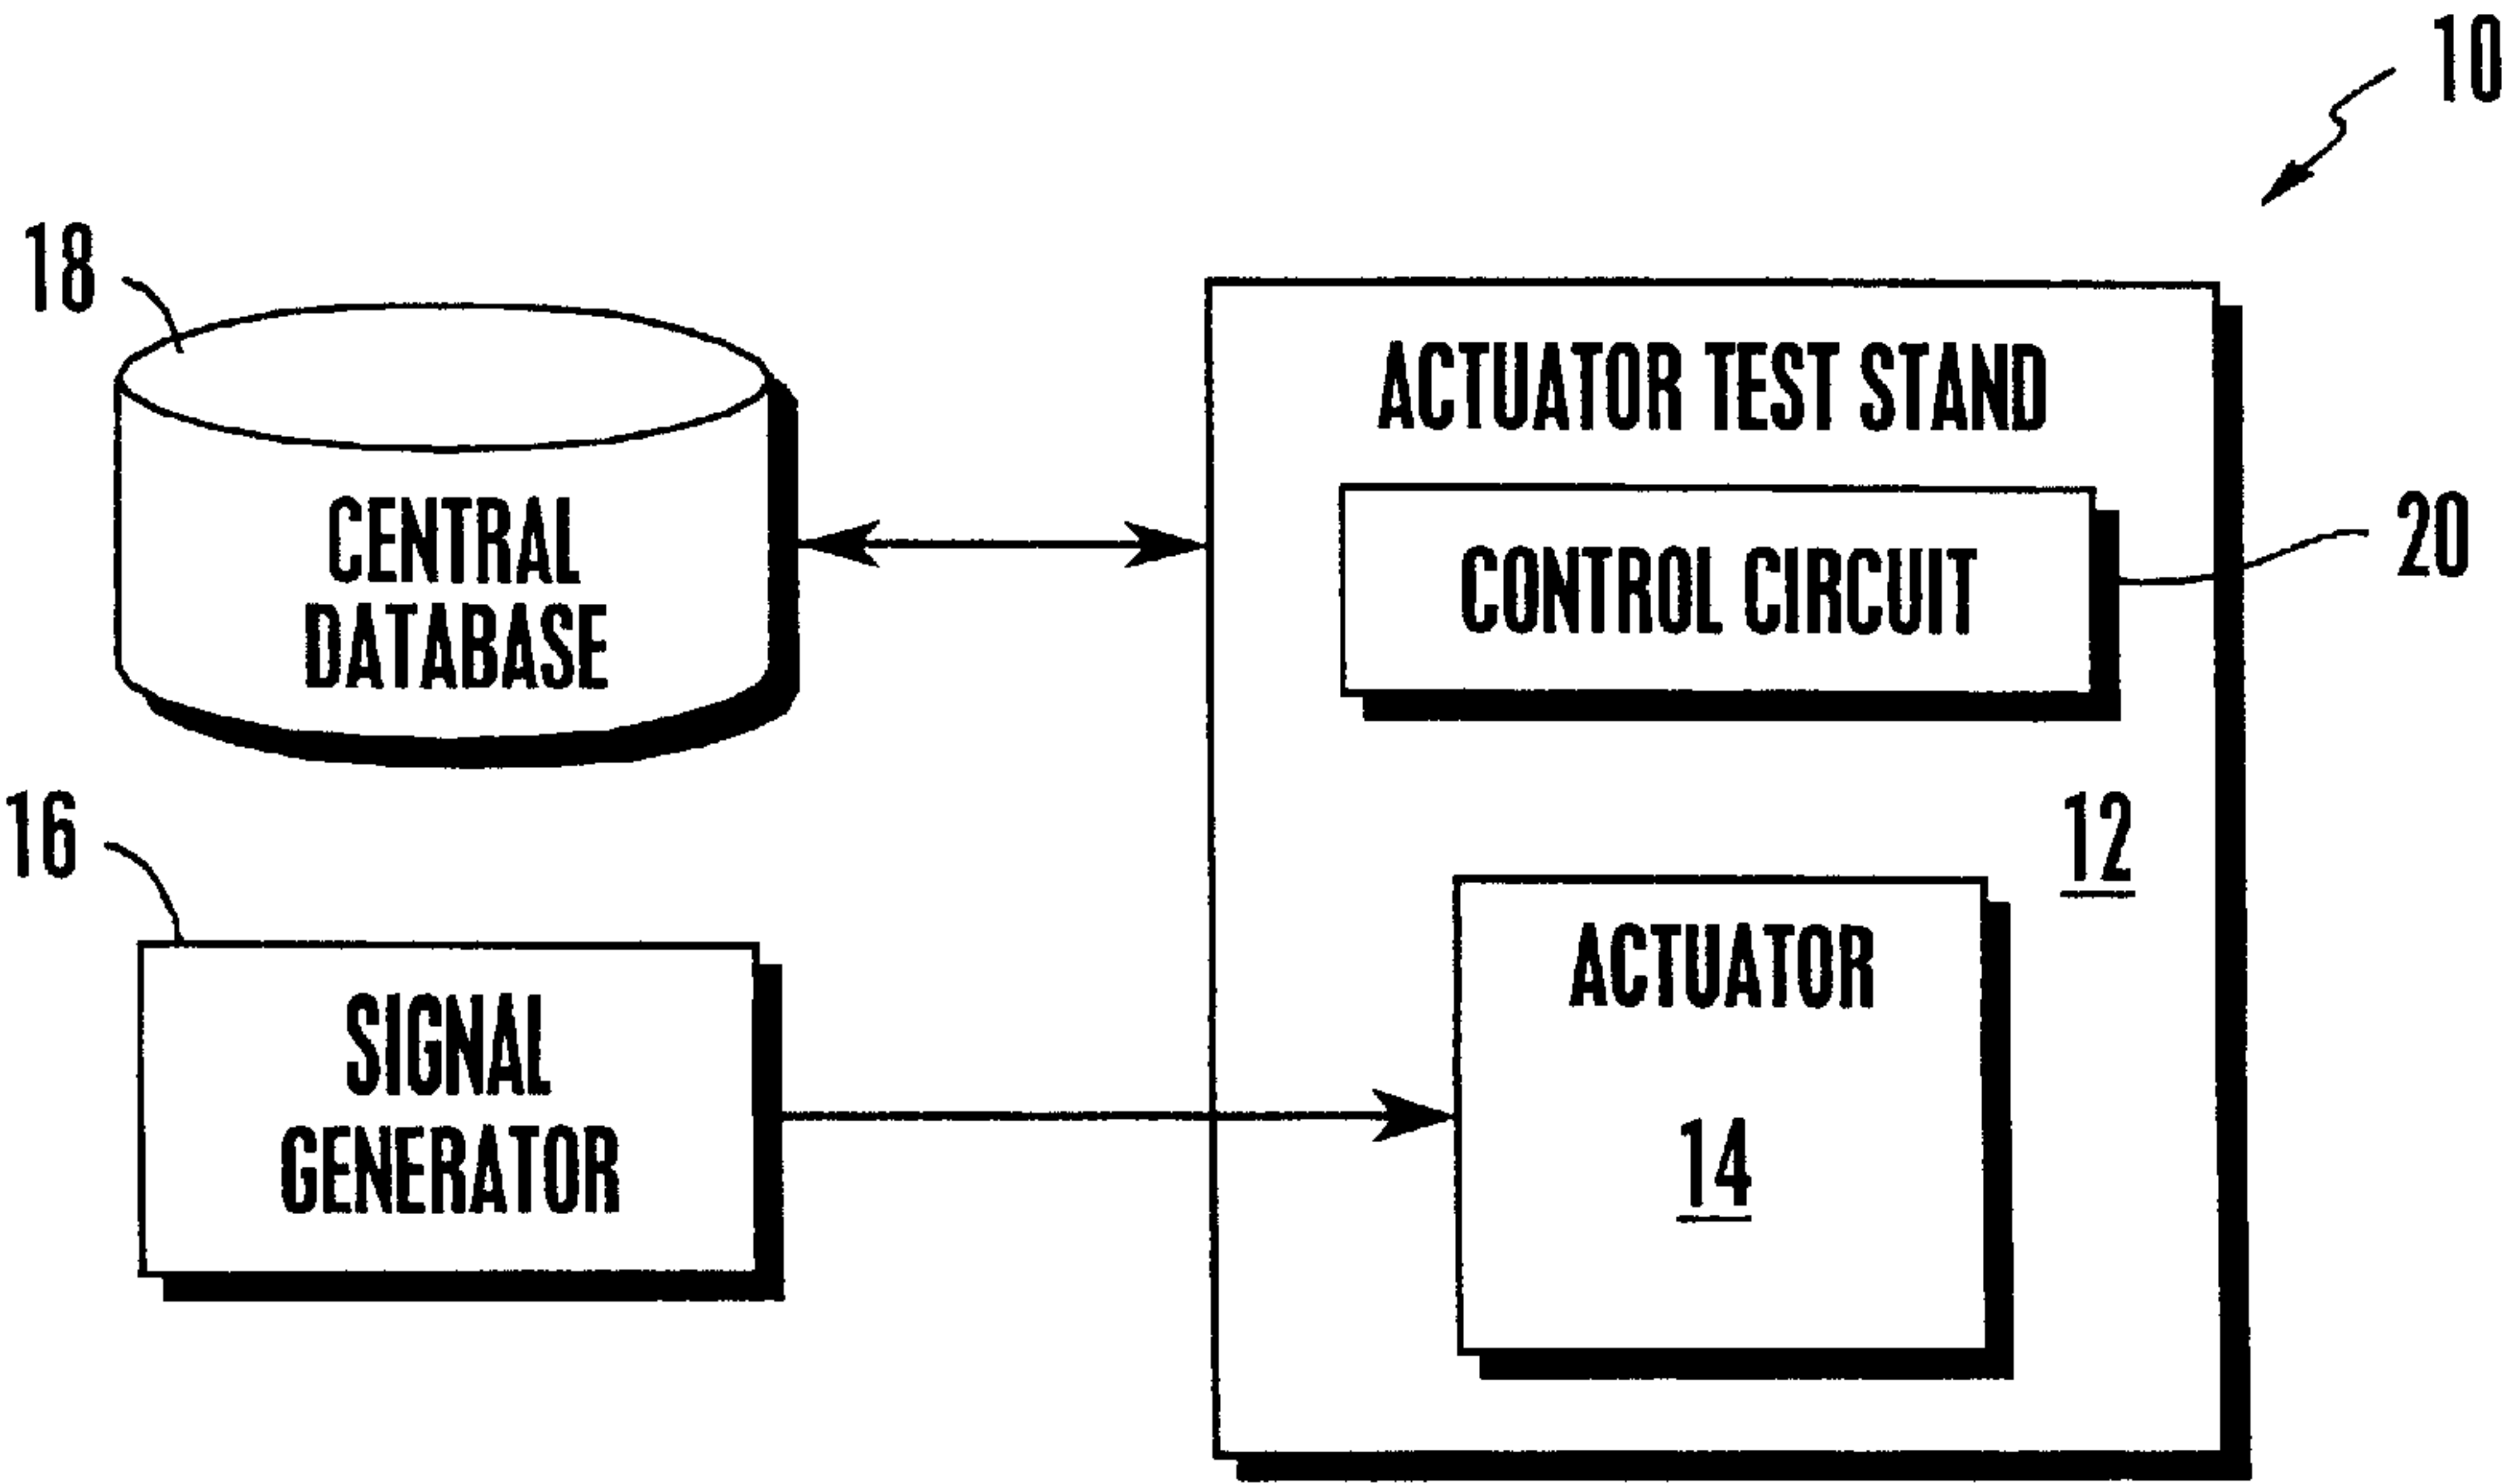 10
18
ACTUATOR TEST STAND
CENTRAL
DATABASE
CONTROL CIRCUIT
20
16
12
SIGNAL
GENERATOR
ACTUATOR
14